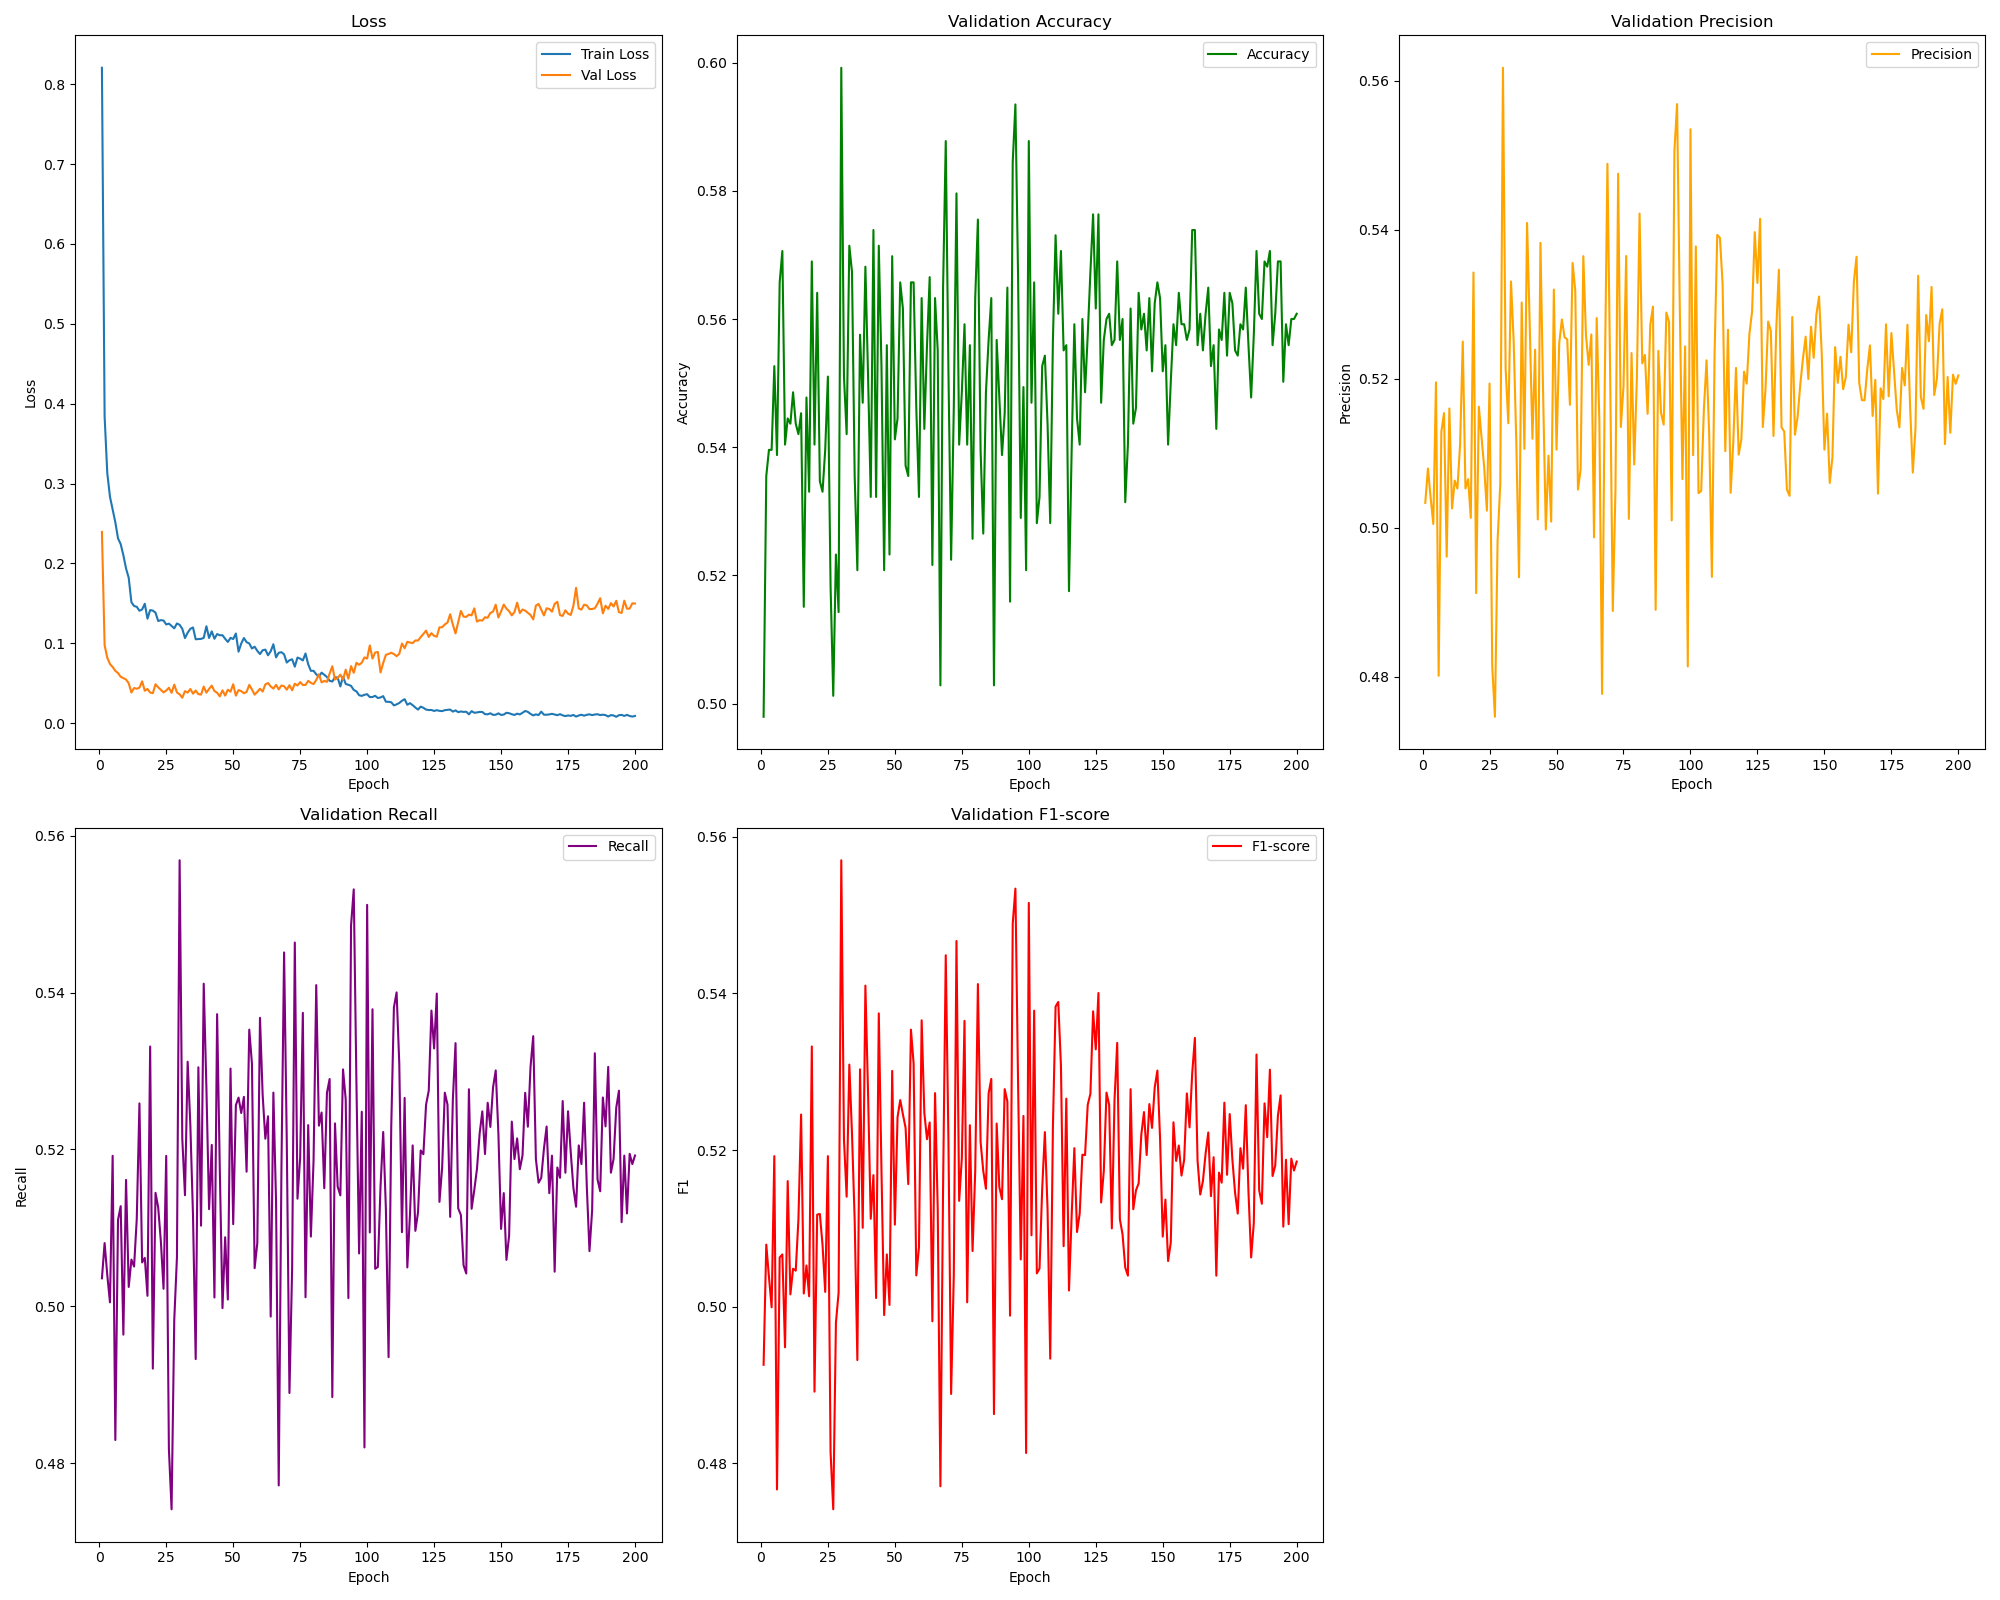 Loss
Train Loss
Val Loss
0.8
0.7
0.6
0.5
0.4
0.3
0.2
0.1
0.0
Loss
0 25 50 75 100 125 150 175 200
Epoch
Validation Accuracy
Accuracy
0.60
0.58
0.56
0.54
0.52
0.50
Accuracy
0 25 50 75 100 125 150 175 200
Epoch
Validation Precision
Precision
0.56
0.54
0.52
0.50
0.48
Precision
0 25 50 75 100 125 150 175 200
Epoch
Validation Recall
Recall
0.56
0.54
0.52
0.50
0.48
Recall
0 25 50 75 100 125 150 175 200
Epoch
Validation F1-score
F1-score
0.56
0.54
0.52
0.50
0.48
F1
0 25 50 75 100 125 150 175 200
Epoch